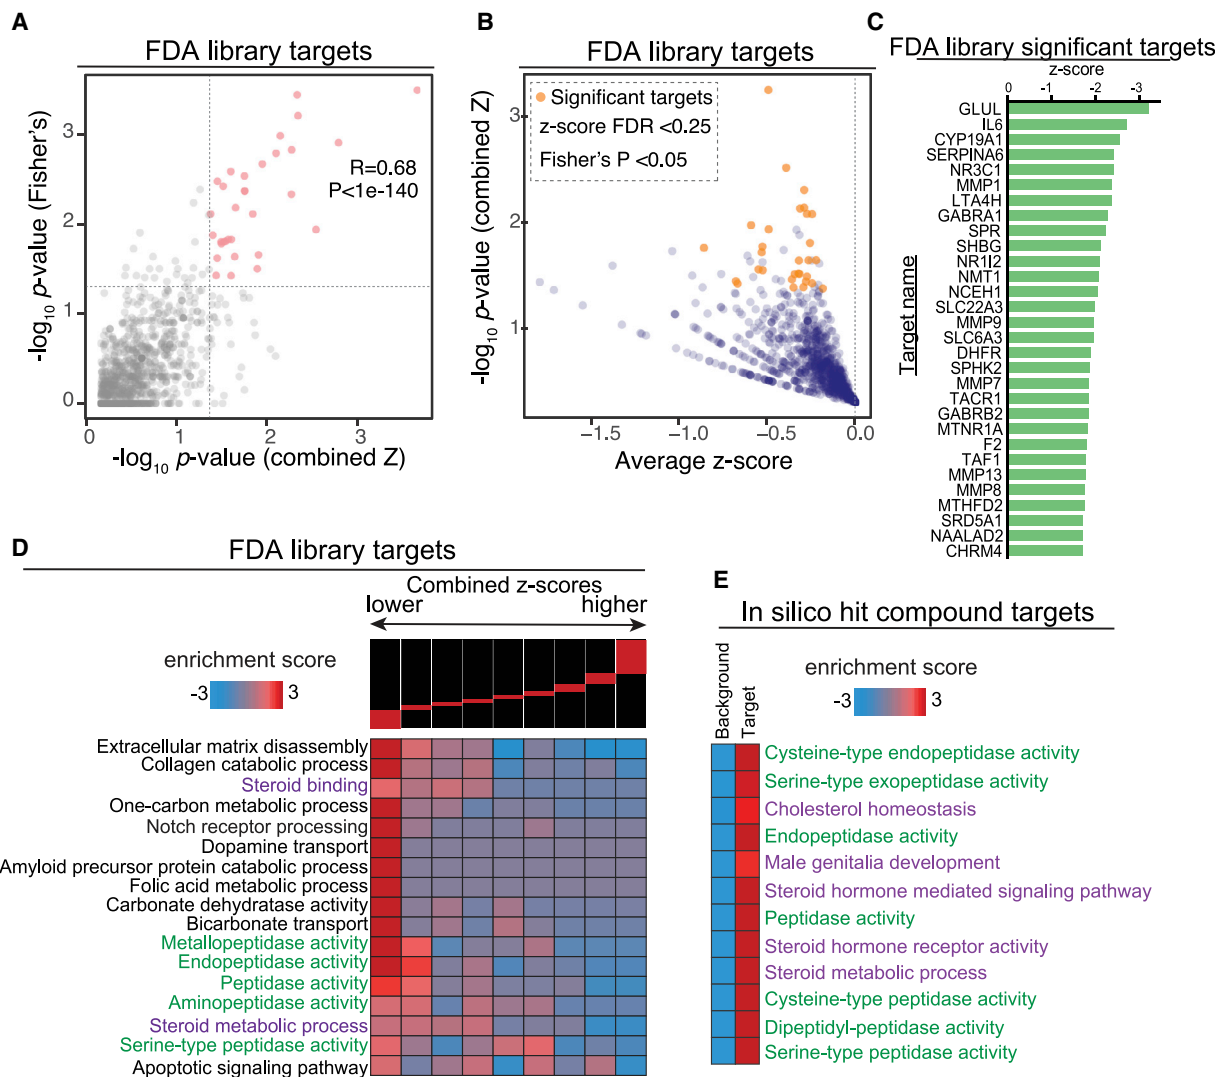 A
FDA library targets
-log10 p-value (Fisher's)
3
2
1
0
R=0.68
P<1e-140
0
1
2
3
-log10 p-value (combined Z)
B
FDA library targets
-log10 p-value (combined Z)
3
2
1
Significant targets
z-score FDR <0.25
Fisher's P <0.05
−1.5
−1.0
−0.5
0.0
Average z-score
C
FDA library significant targets
z-score
0
-1
-2
-3
Target name
GLUL
IL6
CYP19A1
SERPINA6
NR3C1
MMP1
LTA4H
GABRA1
SPR
SHBG
NR1I2
NMT1
NCEH1
SLC22A3
MMP9
SLC6A3
DHFR
SPHK2
MMP7
TACR1
GABRB2
MTNR1A
F2
TAF1
MMP13
MMP8
MTHFD2
SRD5A1
NAALAD2
CHRM4
D
FDA library targets
Combined z-scores
lower
higher
enrichment score
-3
3
Extracellular matrix disassembly
Collagen catabolic process
Steroid binding
One-carbon metabolic process
Notch receptor processing
Dopamine transport
Amyloid precursor protein catabolic process
Folic acid metabolic process
Carbonate dehydratase activity
Bicarbonate transport
Metallopeptidase activity
Endopeptidase activity
Peptidase activity
Aminopeptidase activity
Steroid metabolic process
Serine-type peptidase activity
Apoptotic signaling pathway
E
In silico hit compound targets
Background
Target
enrichment score
-3
3
Cysteine-type endopeptidase activity
Serine-type exopeptidase activity
Cholesterol homeostasis
Endopeptidase activity
Male genitalia development
Steroid hormone mediated signaling pathway
Peptidase activity
Steroid hormone receptor activity
Steroid metabolic process
Cysteine-type peptidase activity
Dipeptidyl-peptidase activity
Serine-type peptidase activity